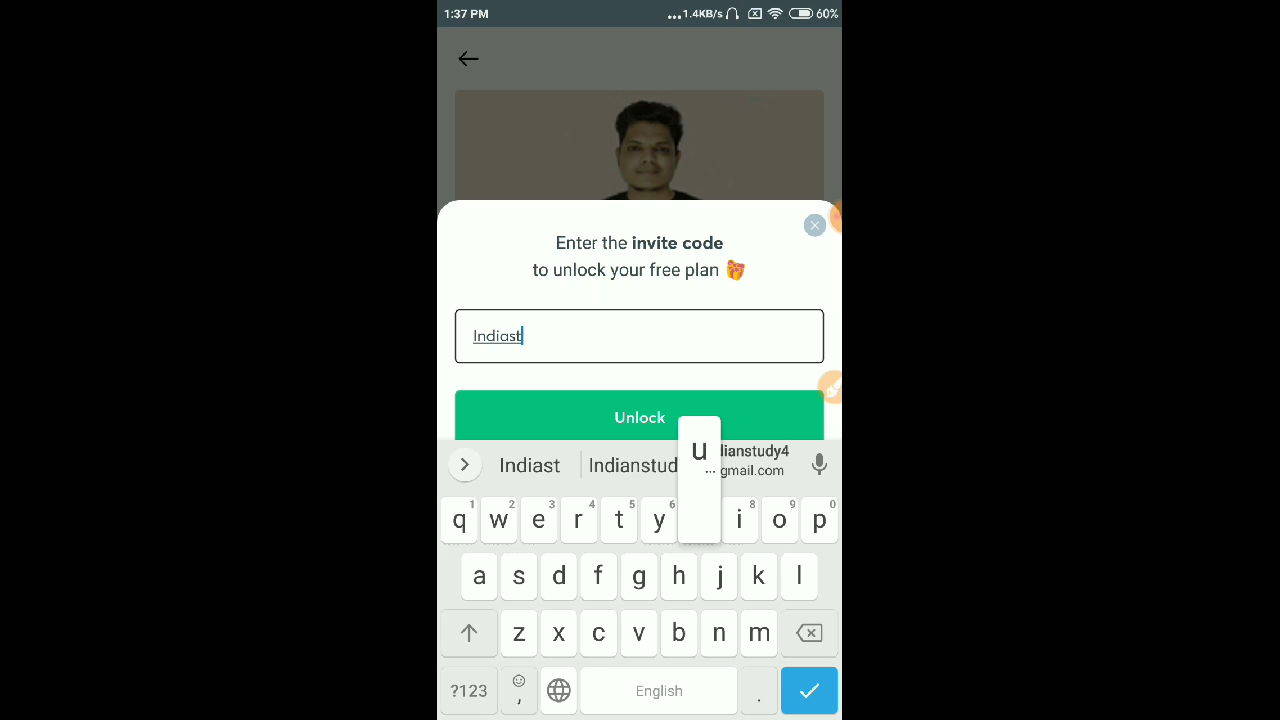 1:37 PM ...1.4KB/s 60%
Enter the invite code
to unlock your free plan
Indiast
Unlock
Indiast Indianstud dianstudy4
...gmail.com
u
1 2 3 4 5 6 8 9 0
q w e r t y i o p
a s d f g h j k l
z x c v b n m
?123 , English .